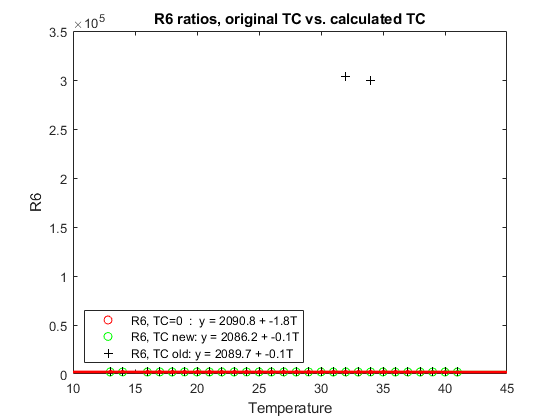 R6 ratios, original TC vs. calculated TC
×10^5
3.5
3
2.5
2
1.5
1
0.5
0
R6
R6, TC=0 : y = 2090.8 + -1.8T
R6, TC new: y = 2086.2 + -0.1T
R6, TC old: y = 2089.7 + -0.1T
10 15 20 25 30 35 40 45
Temperature